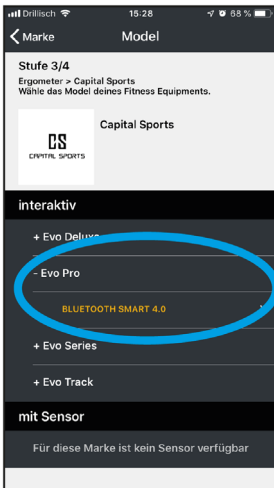 Drillisch 15:28 68 %
Marke Model
Stufe 3/4
Ergometer > Capital Sports
Wähle das Model deines Fitness Equipments.
CS
CAPITAL SPORTS
Capital Sports
interaktiv
+ Evo Deluxe
- Evo Pro
BLUETOOTH SMART 4.0
+ Evo Series
+ Evo Track
mit Sensor
Für diese Marke ist kein Sensor verfügbar